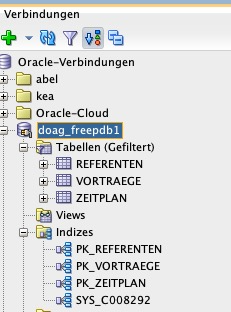 Verbindungen
Oracle-Verbindungen
abel
kea
Oracle-Cloud
doag_freepdb1
Tabellen (Gefiltert)
REFERENTEN
VORTRAEGE
ZEITPLAN
Views
Indizes
PK_REFERENTEN
PK_VORTRAEGE
PK_ZEITPLAN
SYS_C008292